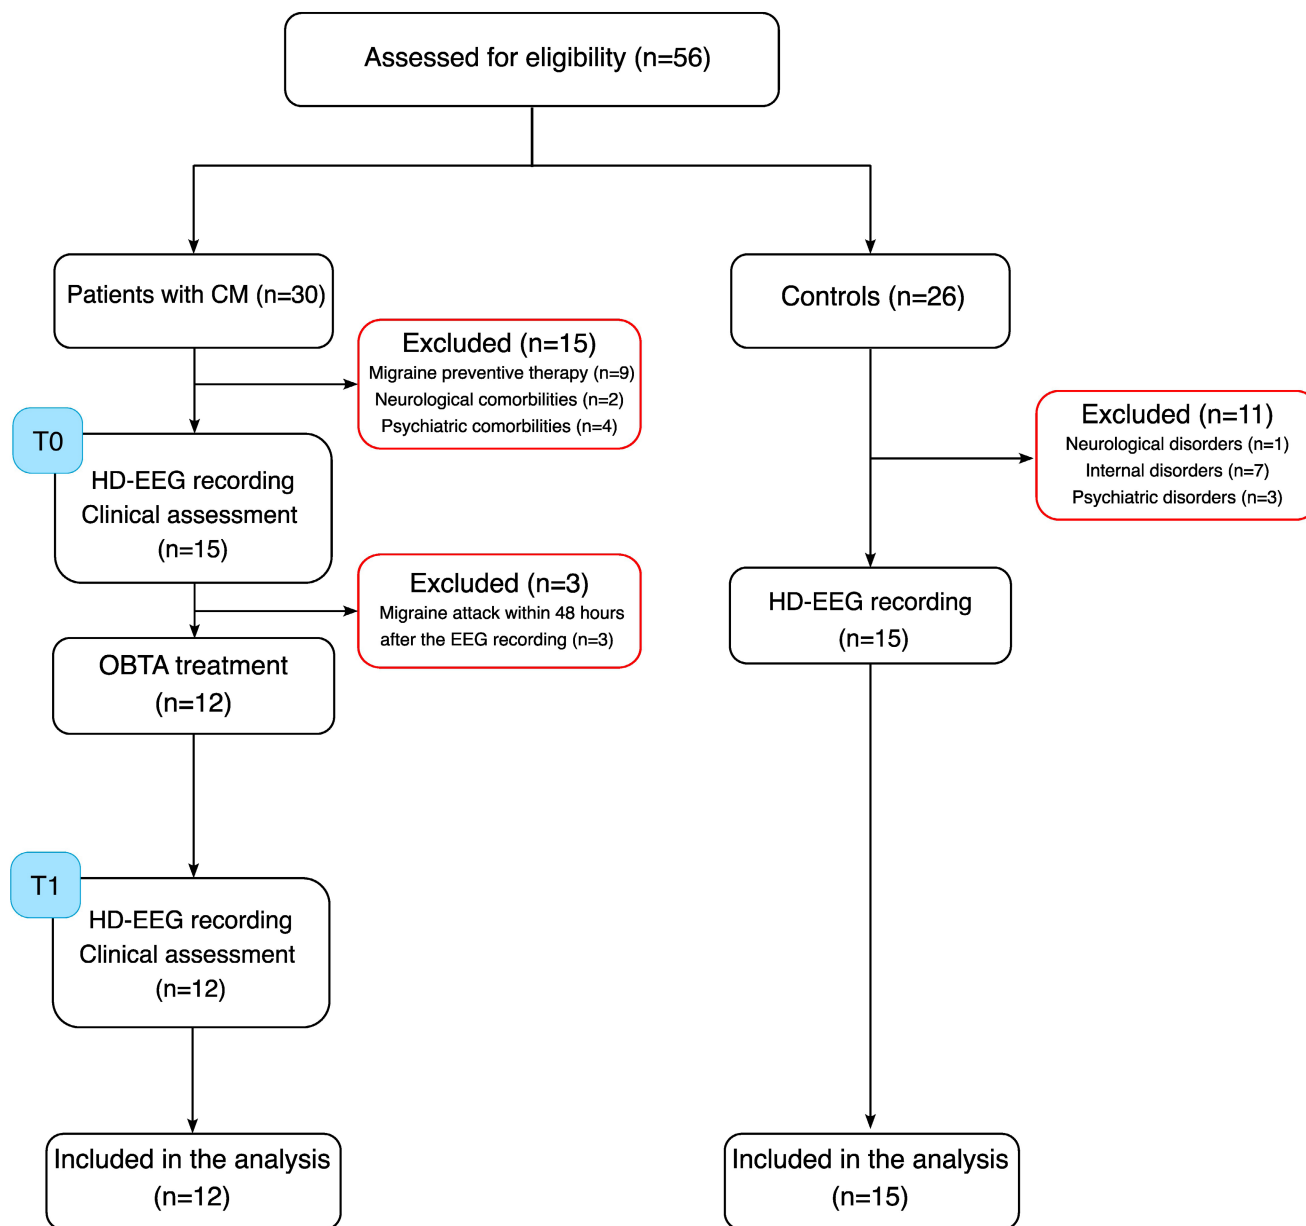 Assessed for eligibility (n=56)
Patients with CM (n=30)
Controls (n=26)
Excluded (n=15)
Migraine preventive therapy (n=9)
Neurological comorbilities (n=2)
Psychiatric comorbilities (n=4)
Excluded (n=11)
Neurological disorders (n=1)
Internal disorders (n=7)
Psychiatric disorders (n=3)
T0
HD-EEG recording
Clinical assessment
(n=15)
Excluded (n=3)
Migraine attack within 48 hours
after the EEG recording (n=3)
HD-EEG recording
(n=15)
OBTA treatment
(n=12)
T1
HD-EEG recording
Clinical assessment
(n=12)
Included in the analysis
(n=12)
Included in the analysis
(n=15)